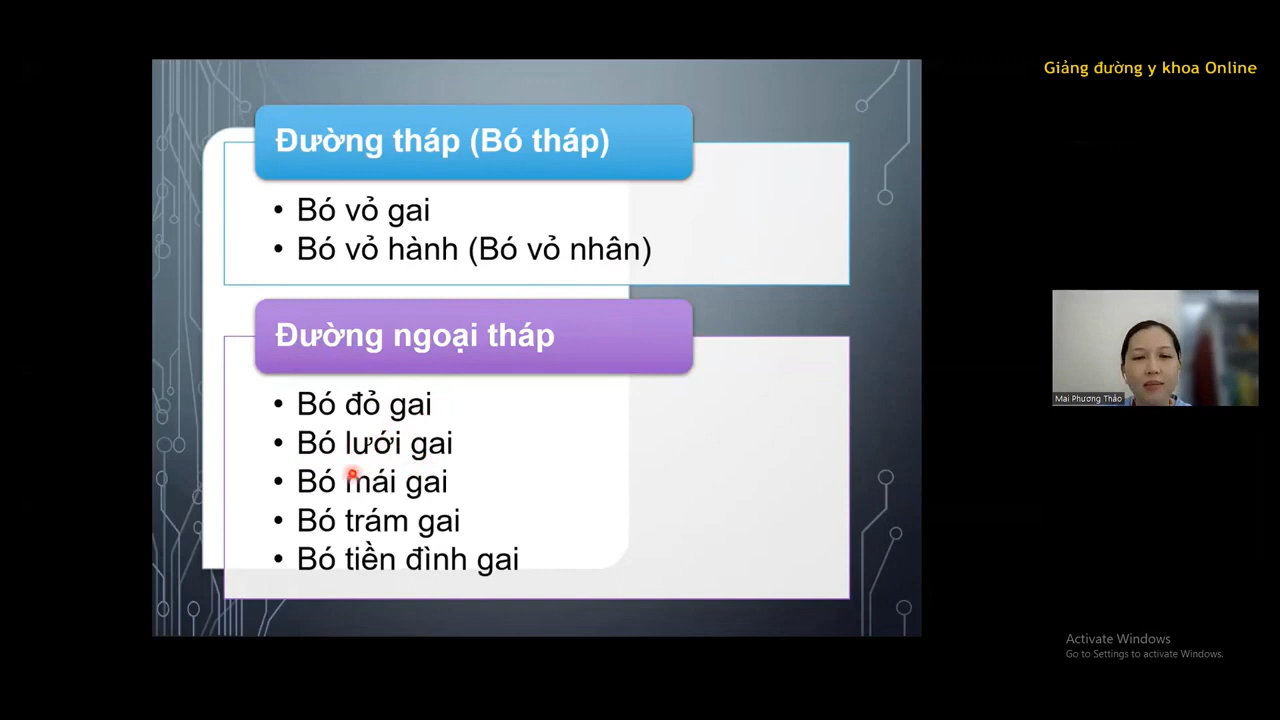 Giảng đường y khoa Online
Đường tháp (Bó tháp)
• Bó vỏ gai
• Bó vỏ hành (Bó vỏ nhân)
Đường ngoại tháp
• Bó đỏ gai
• Bó lưới gai
• Bó mái gai
• Bó trám gai
• Bó tiền đình gai
Mai Phương Thảo
Activate Windows
Go to Settings to activate Windows.